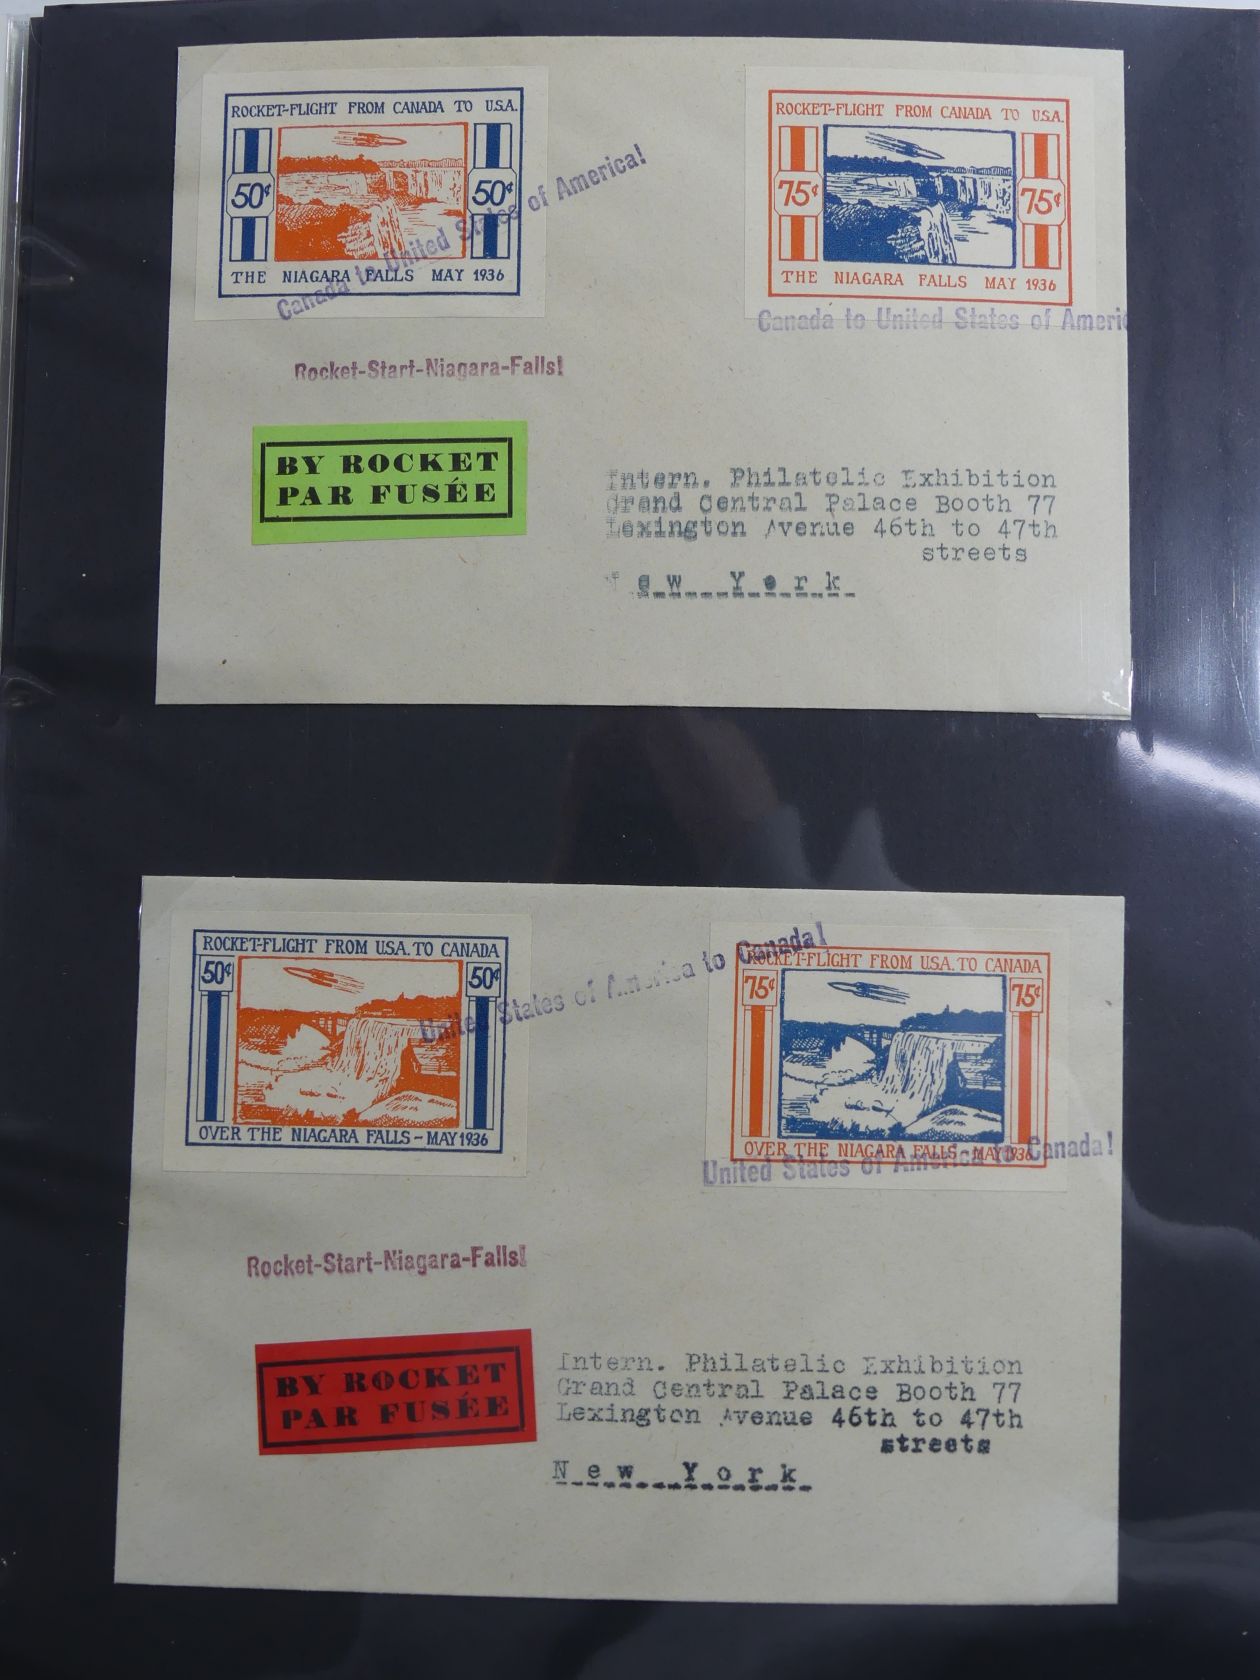 ROCKET-FLIGHT FROM CANADA TO U.S.A.
50¢ 50¢
THE NIAGARA FALLS MAY 1936
Canada to United States of America!
ROCKET-FLIGHT FROM CANADA TO U.S.A.
75¢ 75¢
THE NIAGARA FALLS MAY 1936
Canada to United States of Americ
Rocket-Start-Niagara-Falls!
BY ROCKET
PAR FUSÉE
Intern. Philatelic Exhibition
Grand Central Palace Booth 77
Lexington Avenue 46th to 47th
streets
New York
ROCKET-FLIGHT FROM U.S.A. TO CANADA
50¢ 50¢
OVER THE NIAGARA FALLS - MAY 1936
United States of America to Canada!
ROCKET-FLIGHT FROM U.S.A. TO CANADA
75¢ 75¢
OVER THE NIAGARA FALLS - MAY 1936
United States of America to Canada!
Rocket-Start-Niagara-Falls!
BY ROCKET
PAR FUSÉE
Intern. Philatelic Exhibition
Grand Central Palace Booth 77
Lexington Avenue 46th to 47th
streets
New York